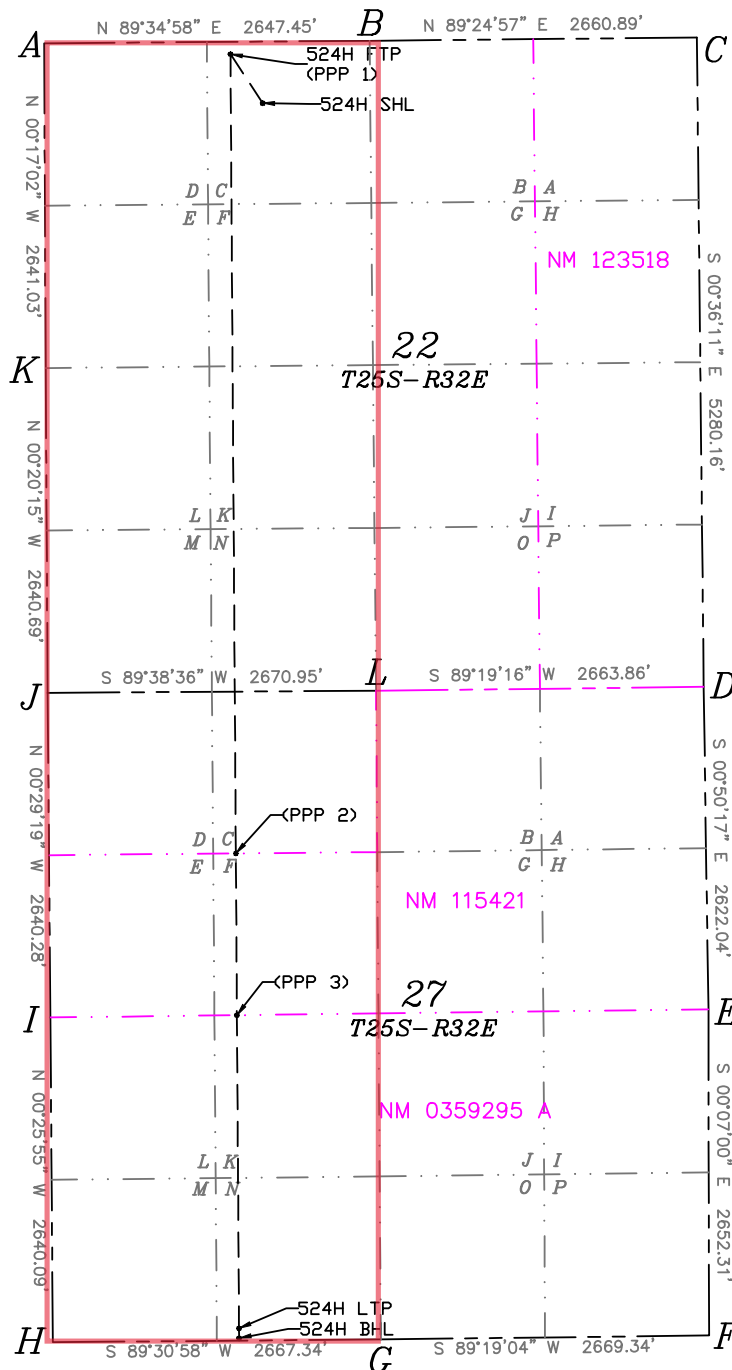 N 89°34'58" E 2647.45'
B
N 89°24'57" E 2660.89'
A
C
524H FTP
(PPP 1)
524H SHL
N 00°17'02" W 2641.03'
D C
E F
B A
G H
NM 123518
S 00°36'11" E 5280.16'
22
T25S-R32E
K
N 00°20'15" W 2640.69'
L K
M N
J I
O P
S 89°38'36" W 2670.95'
L
S 89°19'16" W 2663.86'
J
D
N 00°29'19" W 2640.28'
S 00°50'17" E 2622.04'
(PPP 2)
D C
E F
B A
G H
NM 115421
(PPP 3)
27
T25S-R32E
I
E
N 00°25'55" W 2640.09'
S 00°07'00" E 2652.31'
NM 0359295 A
L K
M N
J I
O P
524H LTP
524H BHL
H
S 89°30'58" W 2667.34'
G
S 89°19'04" W 2669.34'
F